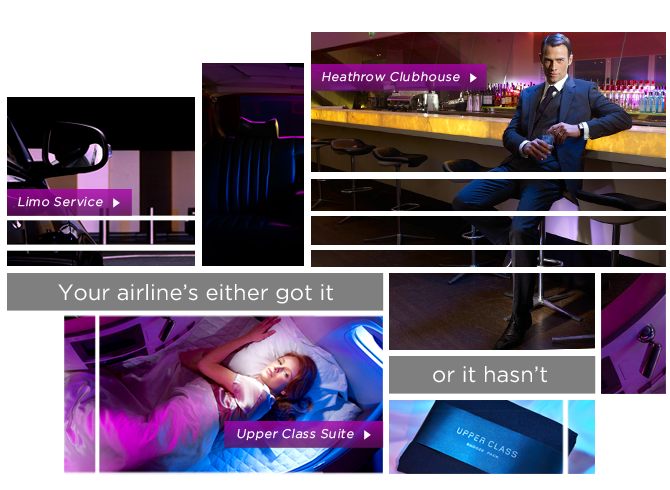 Heathrow Clubhouse
Limo Service
Your airline's either got it
or it hasn't
Upper Class Suite
UPPER CLASS